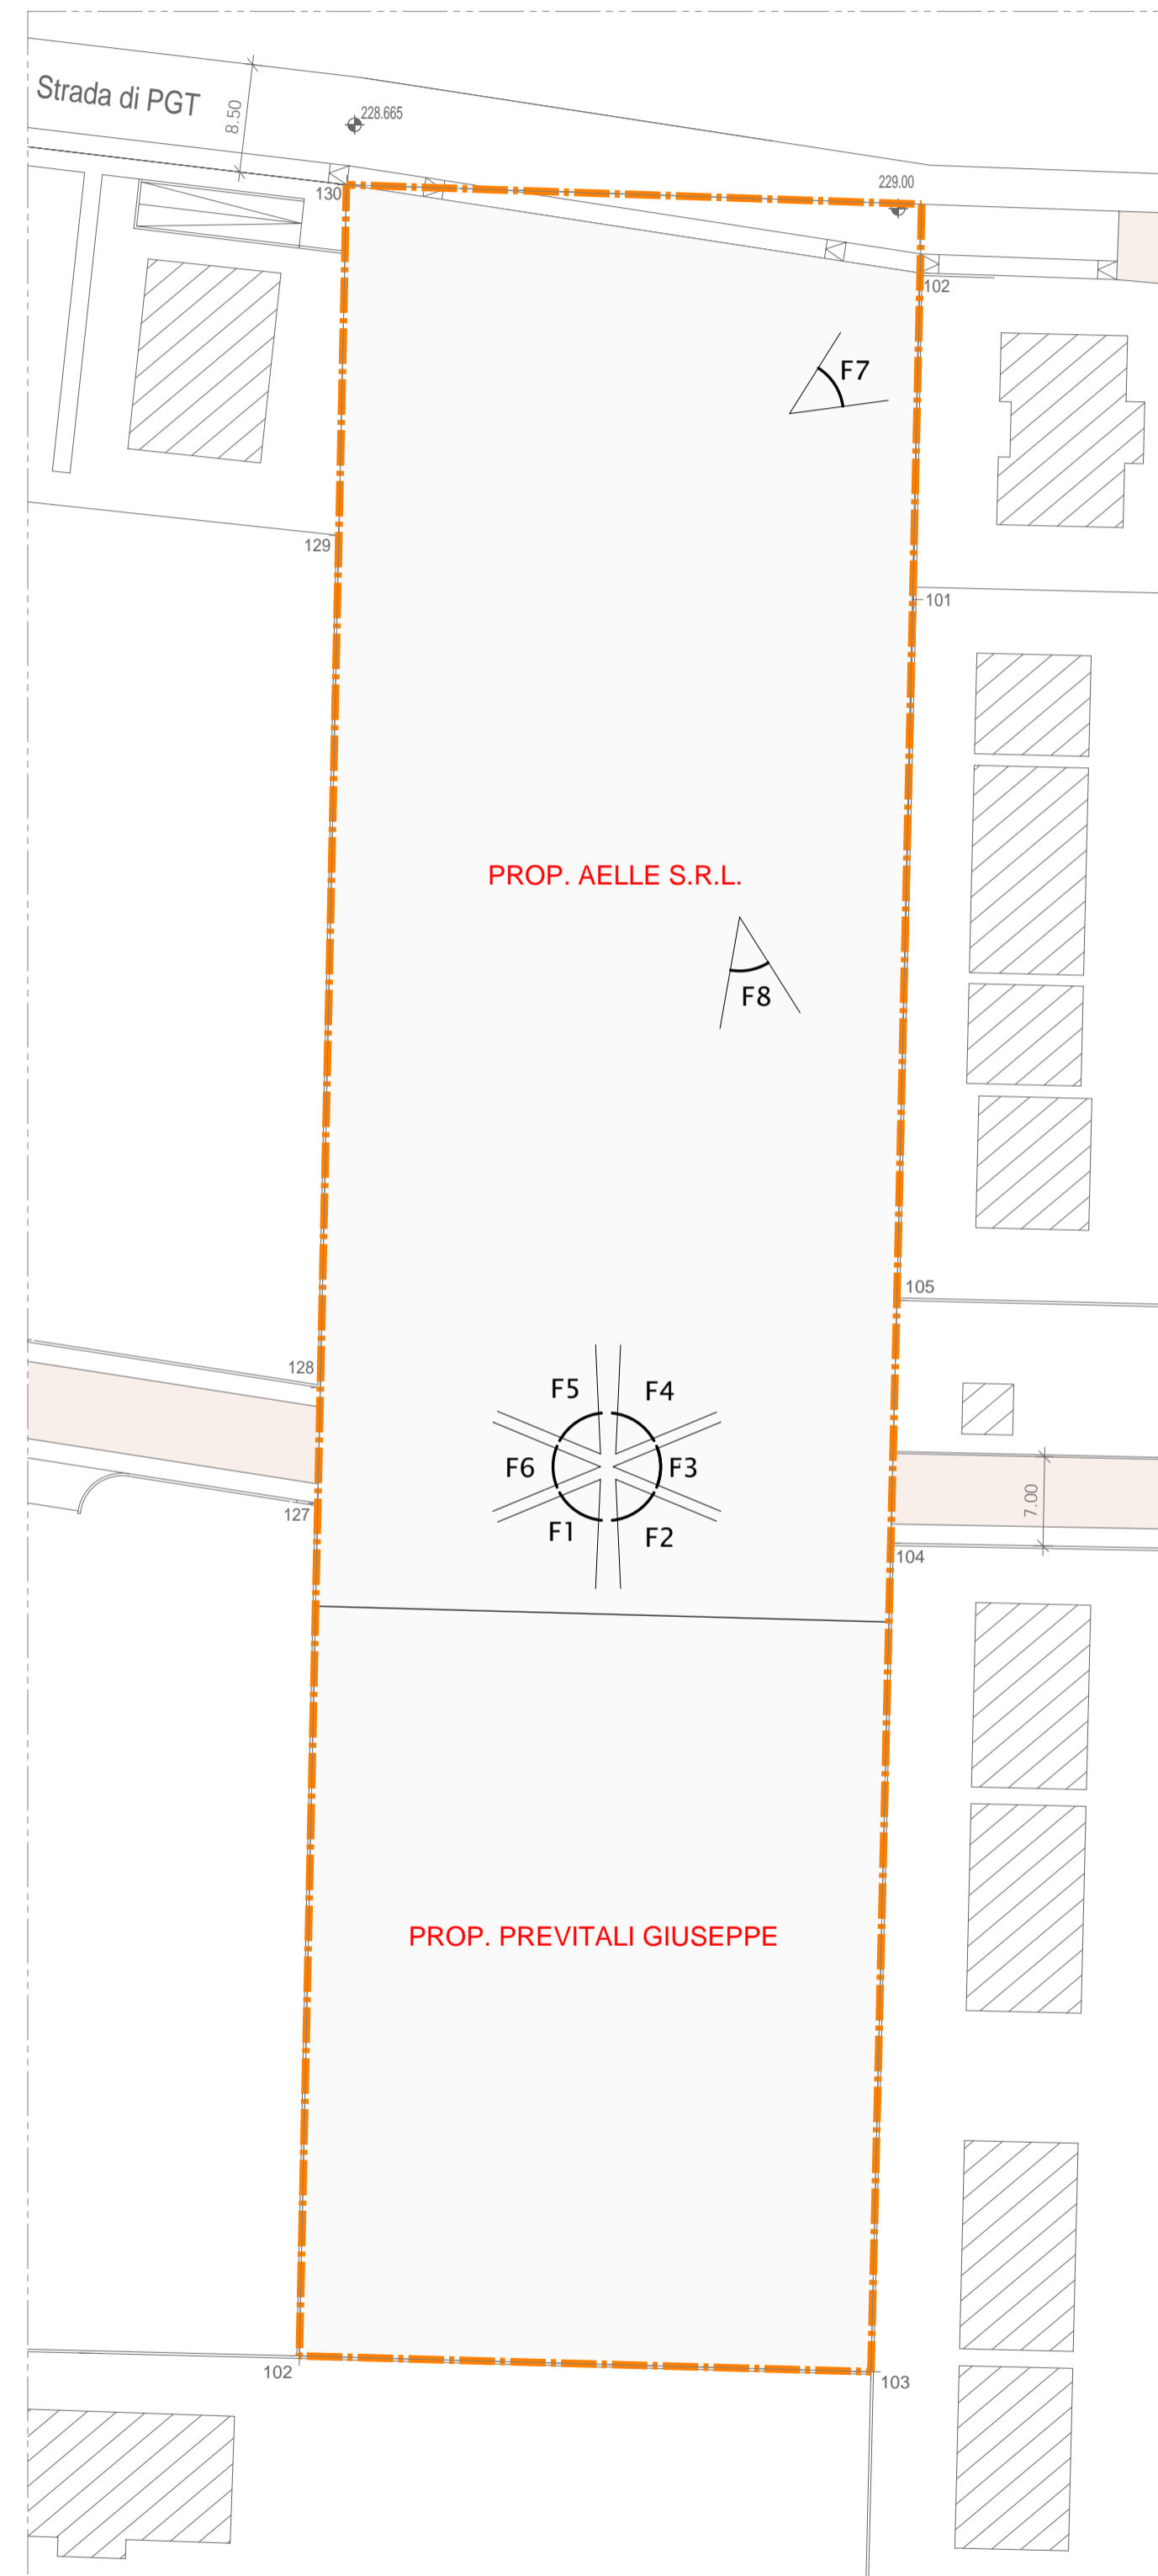 Strada di PGT
8.50
228.665
130
229.00
102
F7
129
101
PROP. AELLE S.R.L.
F8
105
128
F5
F4
F6
F3
7.00
127
F1
F2
104
PROP. PREVITALI GIUSEPPE
102
103